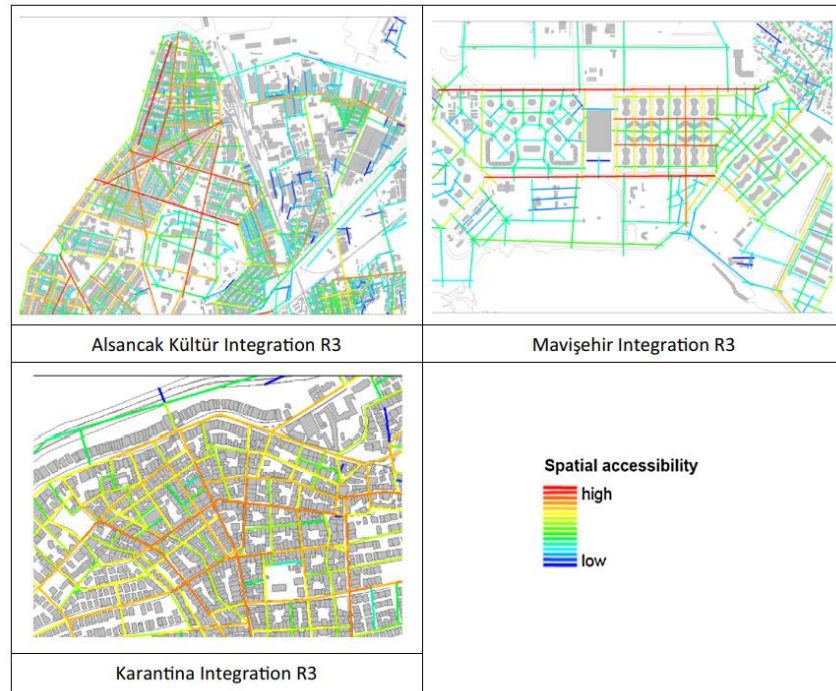 Alsancak Kültür Integration R3
Mavişehir Integration R3
Spatial accessibility
high
low
Karantina Integration R3